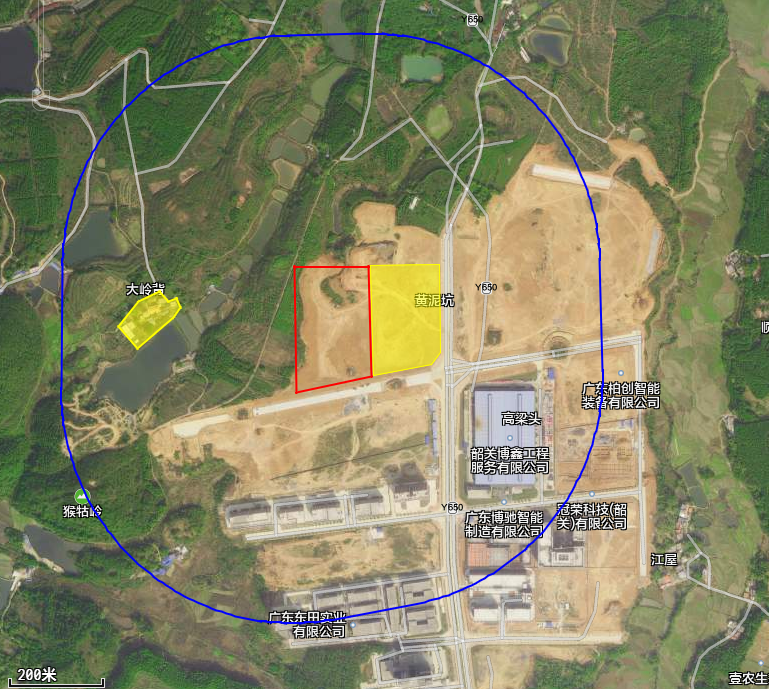 Y550
大岭背
黄泥坑
Y550
广东柏创智能
装备有限公司
高梁头
韶关博鑫工程
服务有限公司
猴牯岭
Y550
广东博驰智能
制造有限公司
冠荣科技(韶
关)有限公司
江屋
广东东田实业
有限公司
200米
壹农生